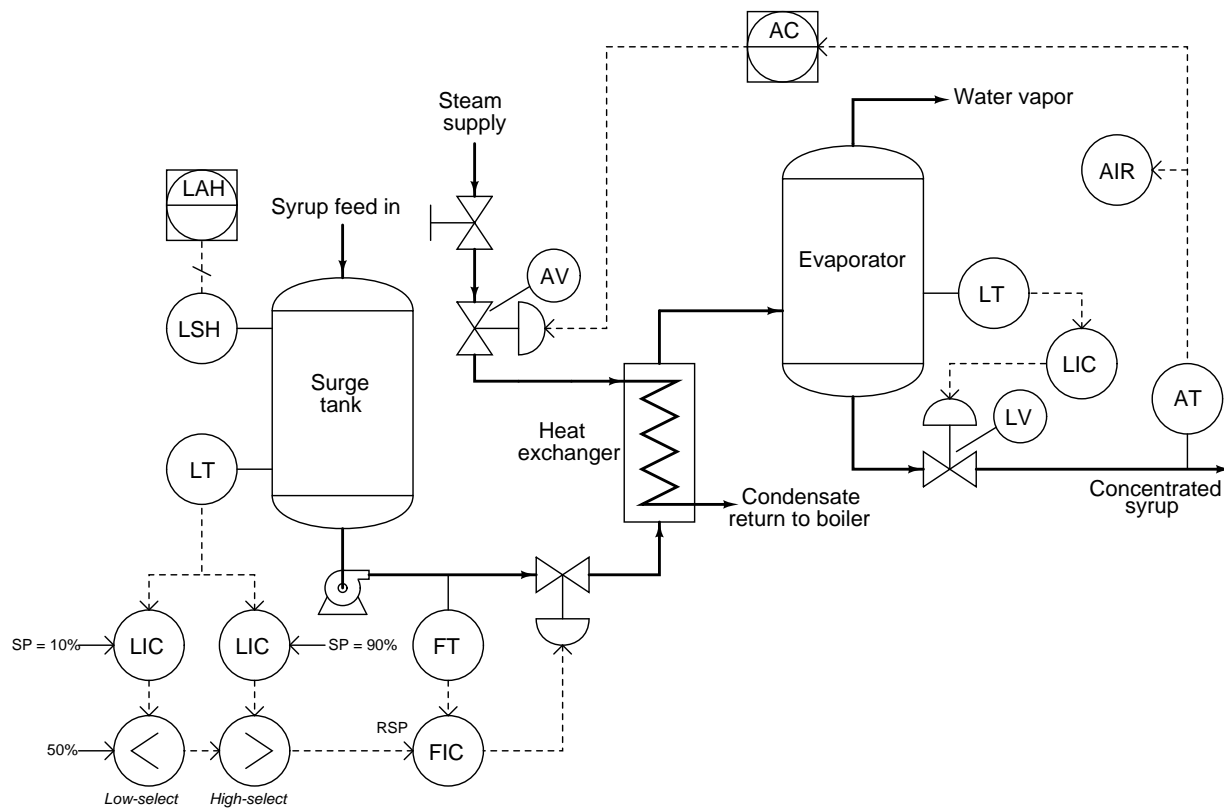 AC
Water vapor
Steam
supply
LAH
AIR
Syrup feed in
Evaporator
AV
LT
LSH
LIC
Surge
tank
AT
LV
Heat
exchanger
LT
Concentrated
syrup
Condensate
return to boiler
SP = 10%
LIC
LIC
SP = 90%
FT
RSP
50%
<
>
FIC
Low-select
High-select